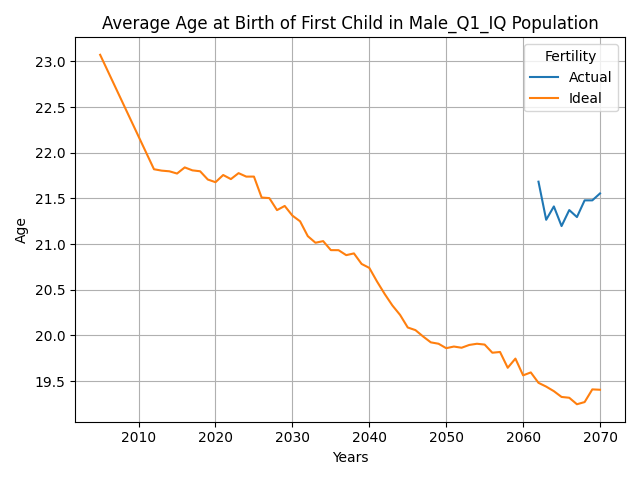 Average Age at Birth of First Child in Male_Q1_IQ Population
Fertility
Actual
Ideal
23.0
22.5
22.0
21.5
21.0
20.5
20.0
19.5
Age
2010
2020
2030
2040
2050
2060
2070
Years